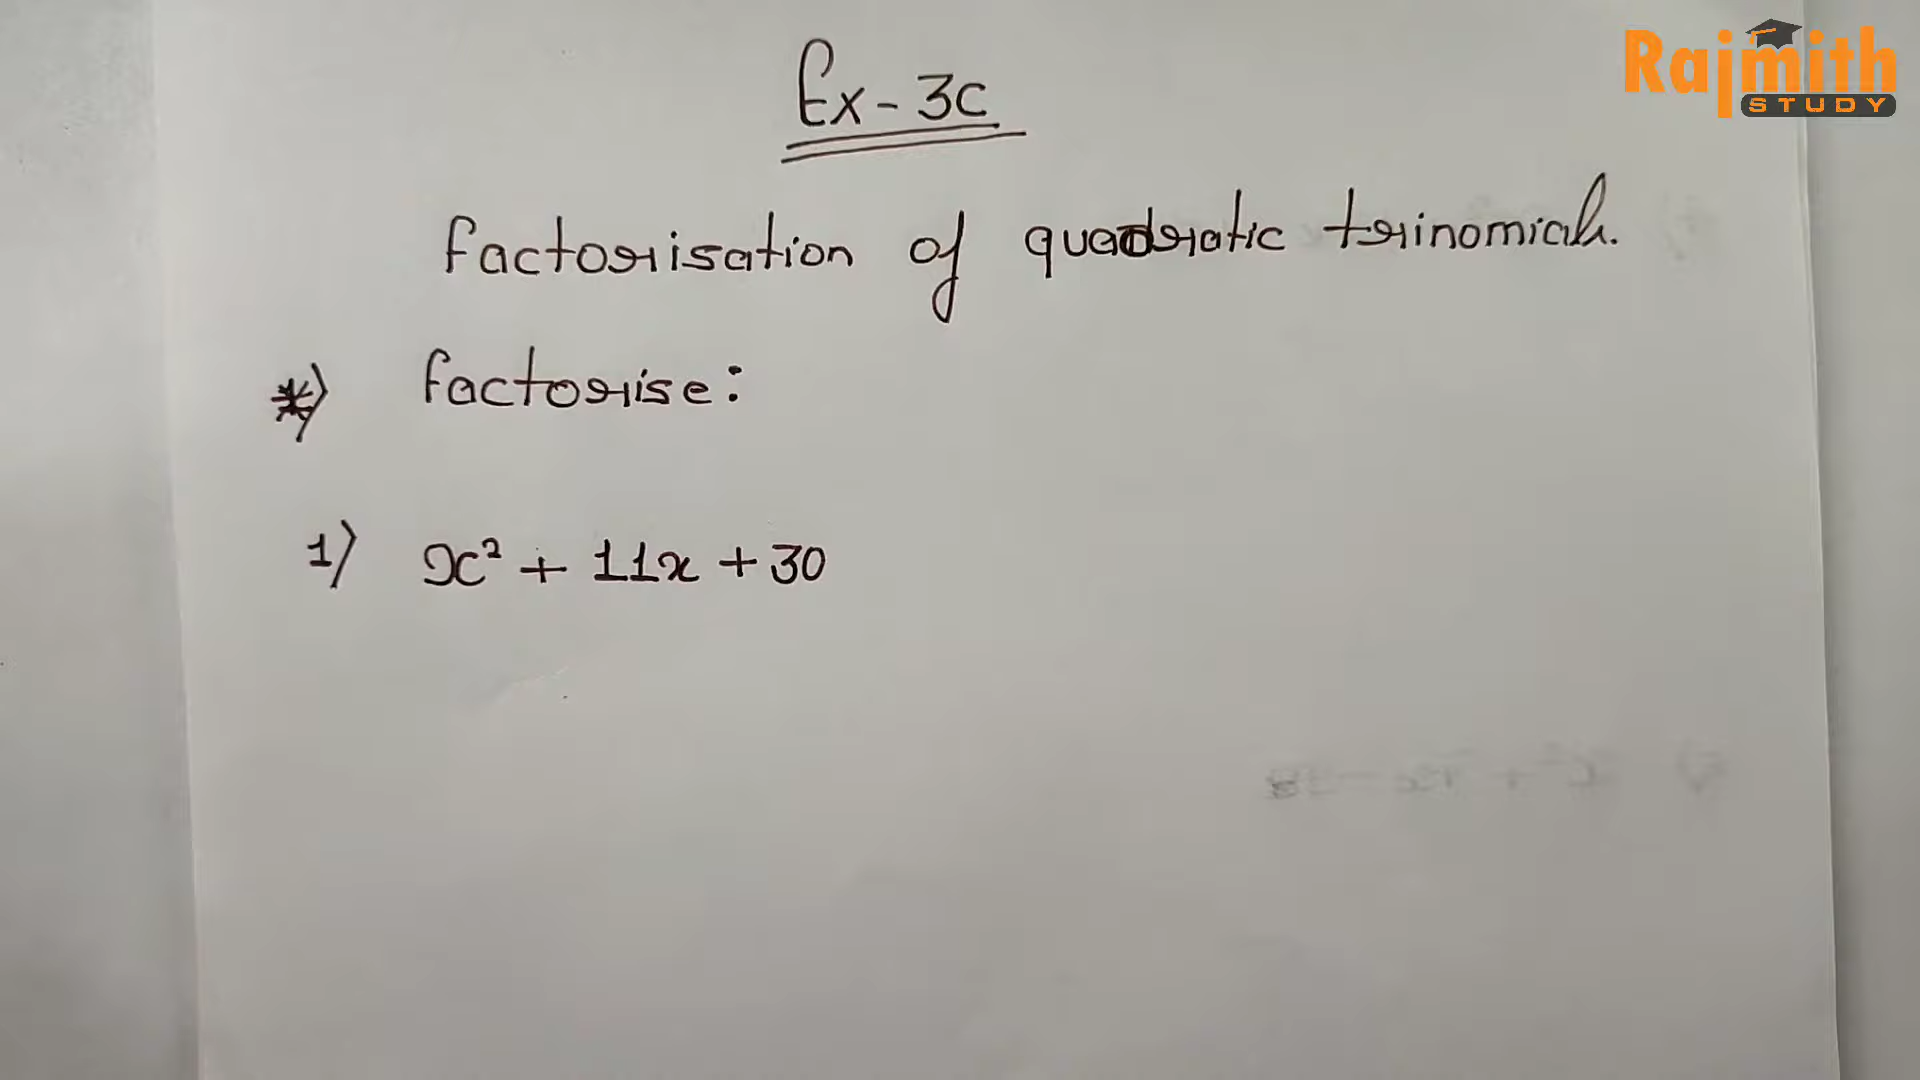 Rajmith
STUDY
Ex - 3C
factorisation of quadratic trinomials.
*) factorise:
1) x² + 11x + 30